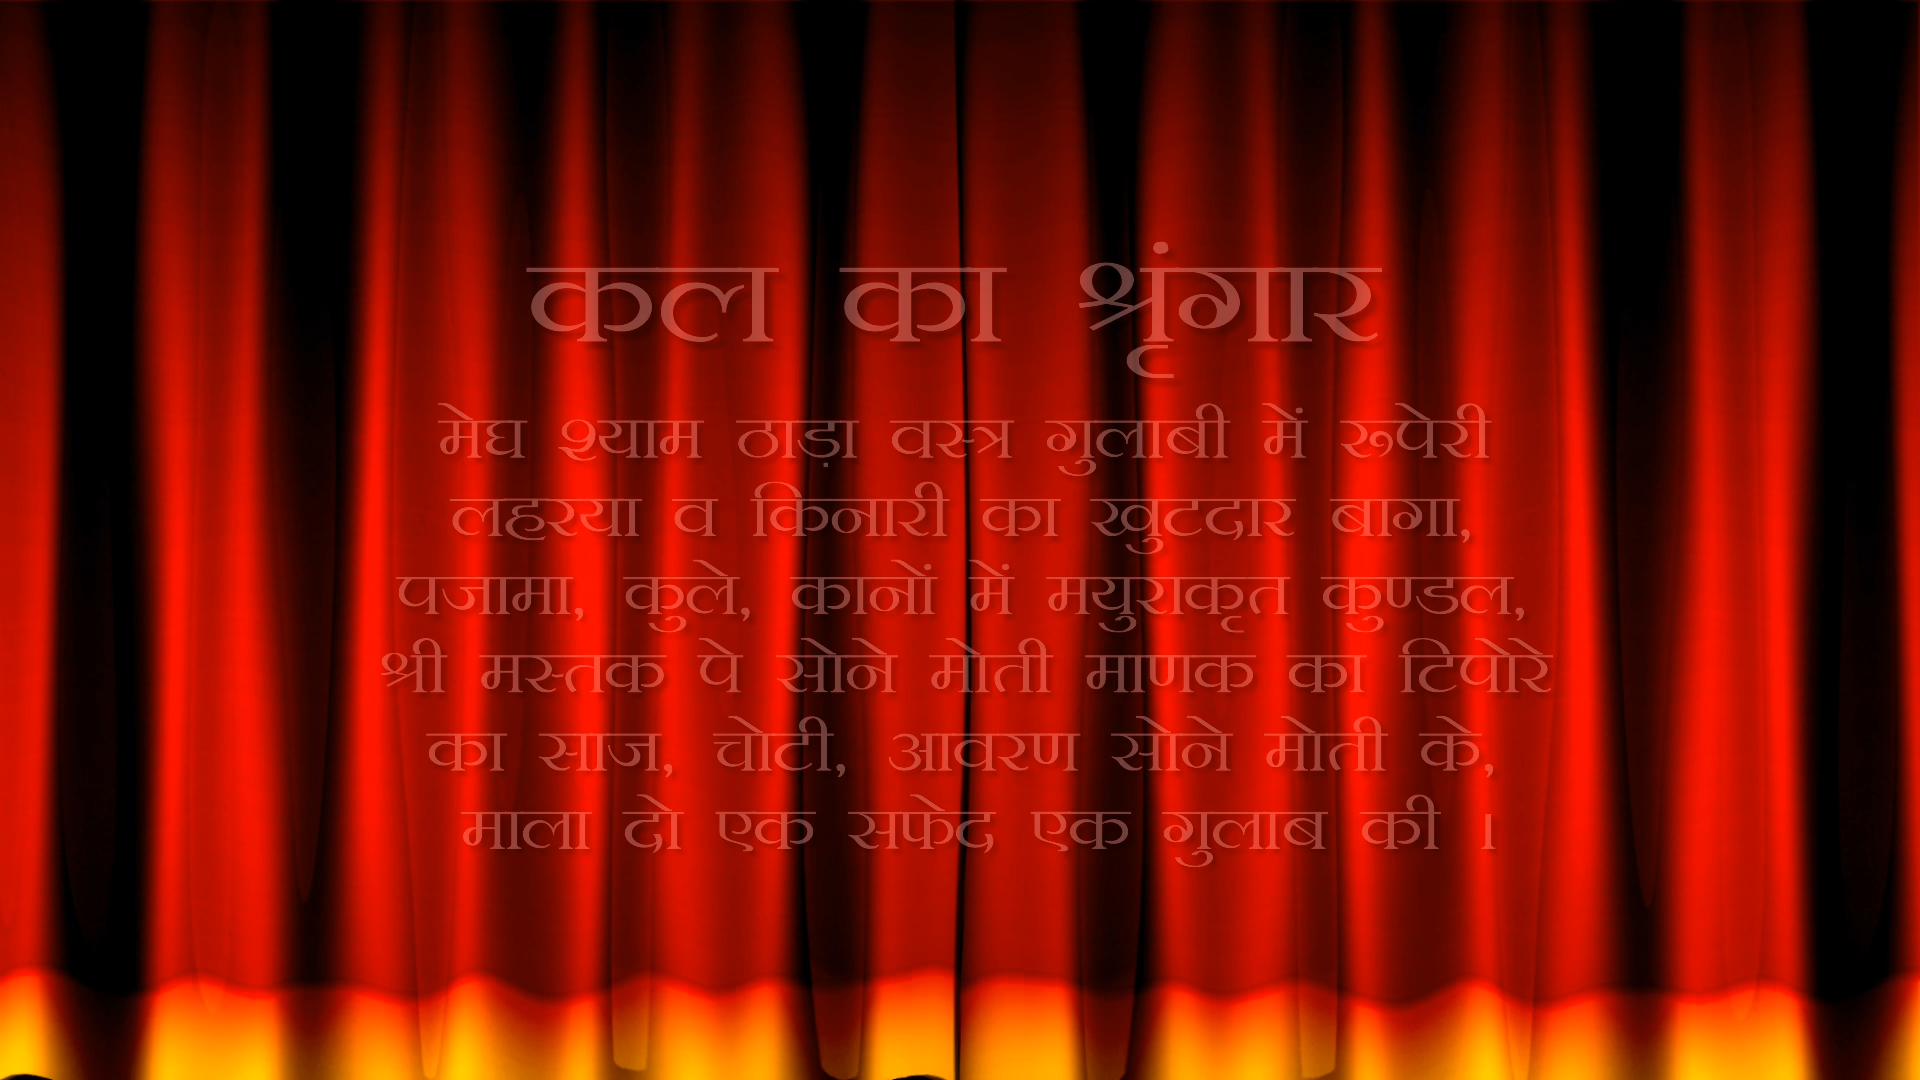 कल का श्रृंगार
मेघ श्याम ठाड़ा वस्त्र गुलाबी में रूपेरी
लहरया व किनारी का खुटदार बागा,
पजामा, कुले, कानों में मयुराकृत कुण्डल,
श्री मस्तक पे सोने मोती माणक का टिपोरे
का साज, चोटी, आवरण सोने मोती के,
माला दो एक सफेद एक गुलाब की ।